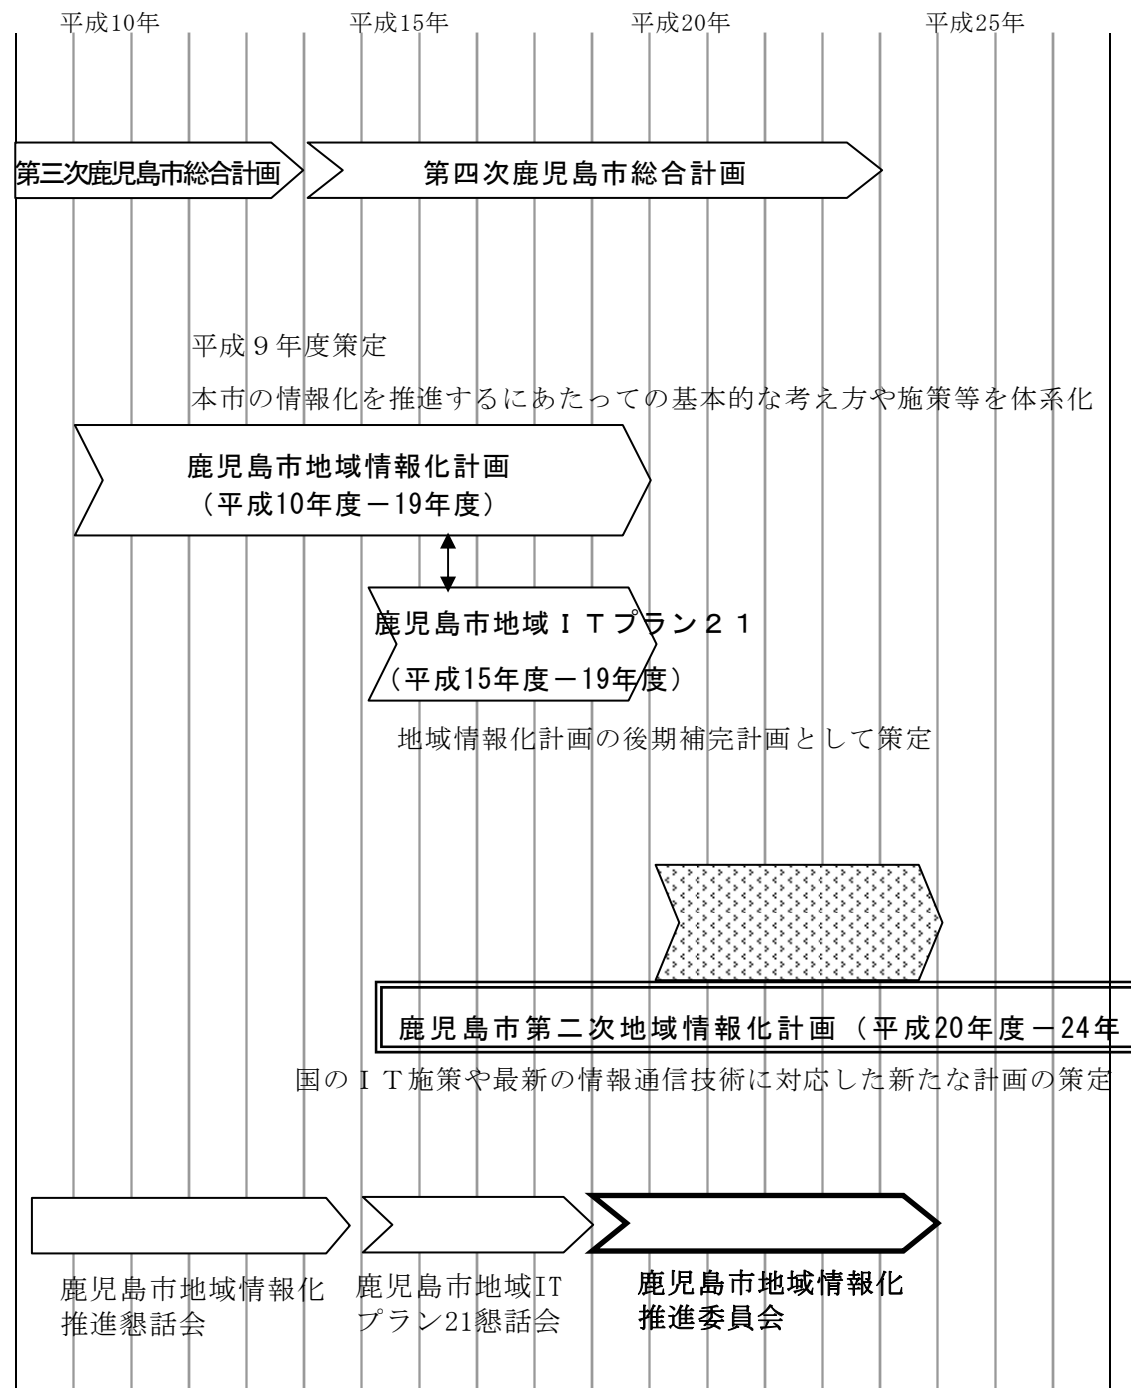 平成10年
平成15年
平成20年
平成25年
第三次鹿児島市総合計画
第四次鹿児島市総合計画
平成９年度策定
本市の情報化を推進するにあたっての基本的な考え方や施策等を体系化
鹿児島市地域情報化計画
（平成10年度－19年度）
鹿児島市地域ＩＴプラン２１
（平成15年度－19年度）
地域情報化計画の後期補完計画として策定
鹿児島市第二次地域情報化計画（平成20年度－24年
国のＩＴ施策や最新の情報通信技術に対応した新たな計画の策定
鹿児島市地域情報化
推進懇話会
鹿児島市地域IT
プラン21懇話会
鹿児島市地域情報化
推進委員会